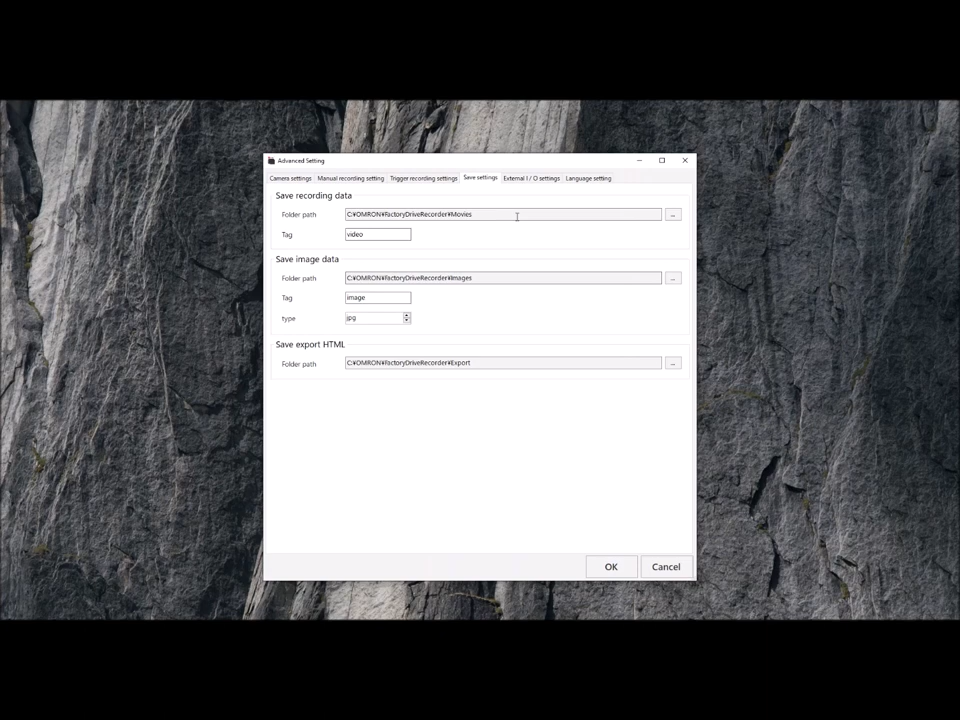 Advanced Setting
Camera settings Manual recording setting Trigger recording settings Save settings External I / O settings Language setting
Save recording data
Folder path C:¥OMRON¥FactoryDriveRecorder¥Movies ...
Tag video
Save image data
Folder path C:¥OMRON¥FactoryDriveRecorder¥Images ...
Tag image
type jpg
Save export HTML
Folder path C:¥OMRON¥FactoryDriveRecorder¥Export ...
OK Cancel